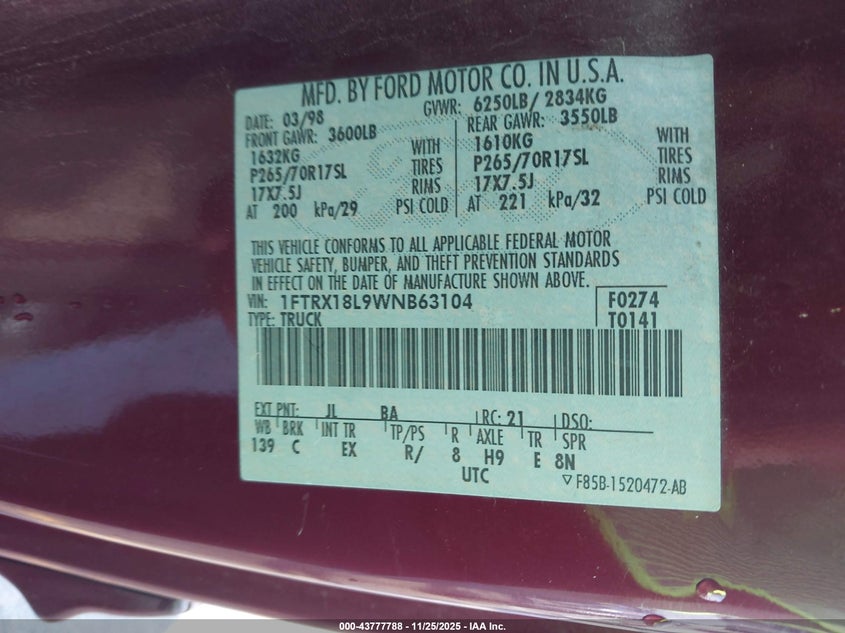 MFD. BY FORD MOTOR CO. IN U.S.A.
DATE: 03/98 GVWR: 6250LB/ 2834KG
FRONT GAWR: 3600LB REAR GAWR: 3550LB
1632KG WITH 1610KG WITH
P265/70R17SL TIRES P265/70R17SL TIRES
17X7.5J RIMS 17X7.5J RIMS
AT 200 kPa/29 PSI COLD AT 221 kPa/32 PSI COLD
THIS VEHICLE CONFORMS TO ALL APPLICABLE FEDERAL MOTOR
VEHICLE SAFETY, BUMPER, AND THEFT PREVENTION STANDARDS
IN EFFECT ON THE DATE OF MANUFACTURE SHOWN ABOVE.
VIN: 1FTRX18L9WNB63104 F0274
TYPE: TRUCK T0141
EXT PNT: JL BA RC: 21 DSO:
WB BRK INT TR TP/PS R AXLE TR SPR
139 C EX R/ 8 H9 E 8N
UTC
F85B-1520472-AB
000-43777788 - 11/25/2025 - IAA Inc.